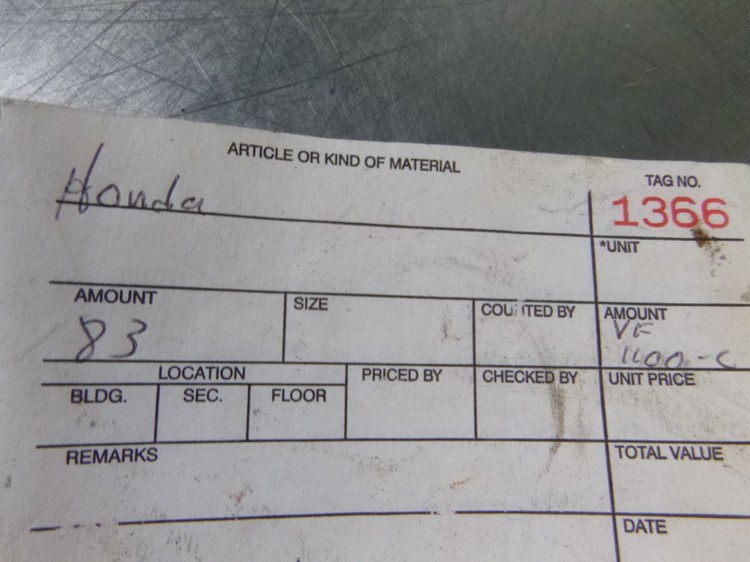 ARTICLE OR KIND OF MATERIAL
Honda
TAG NO.
1366
*UNIT
AMOUNT
83
SIZE
COUNTED BY
AMOUNT
VF
1100-C
LOCATION
BLDG.
SEC.
FLOOR
PRICED BY
CHECKED BY
UNIT PRICE
REMARKS
TOTAL VALUE
DATE